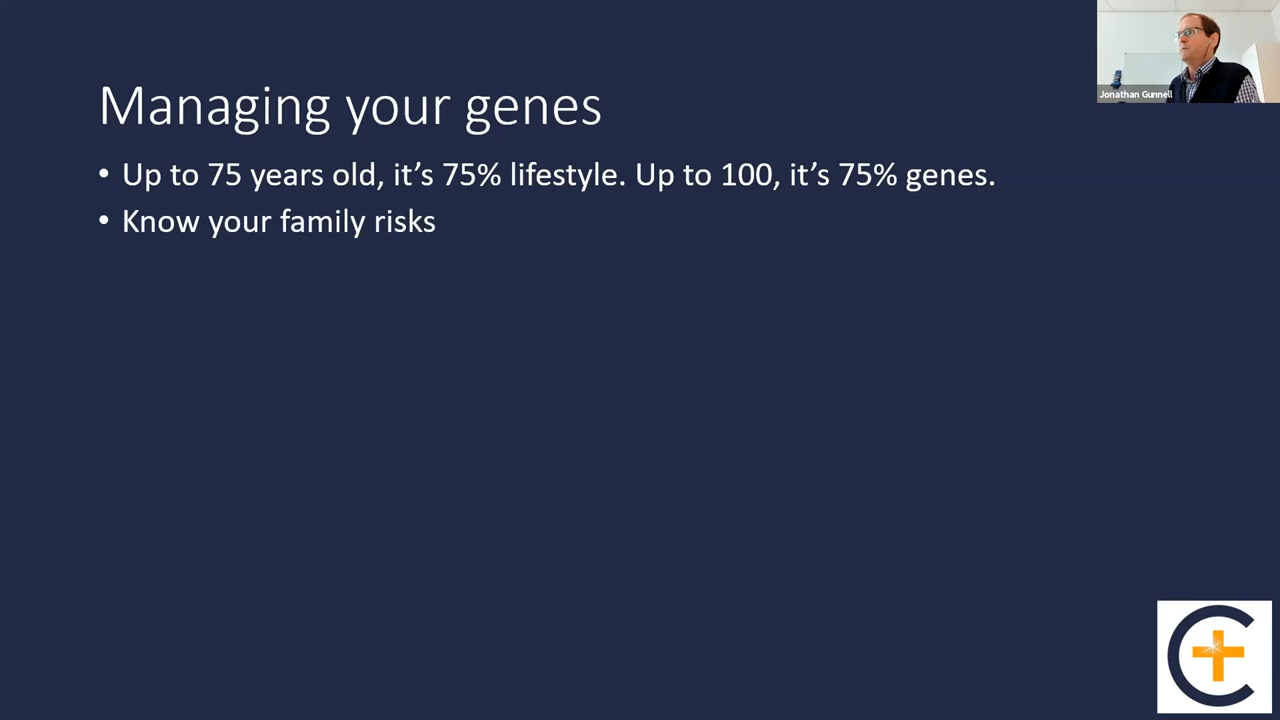 Jonathan Gunnell
Managing your genes
• Up to 75 years old, it’s 75% lifestyle. Up to 100, it’s 75% genes.
• Know your family risks